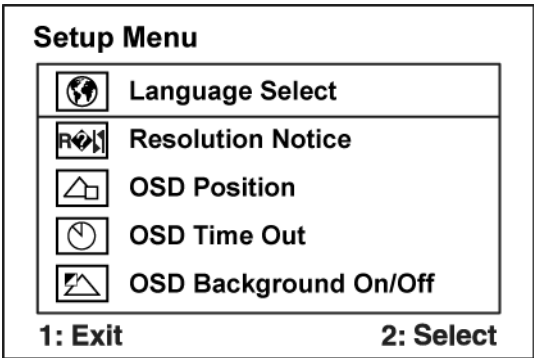 Setup Menu
Language Select
Resolution Notice
OSD Position
OSD Time Out
OSD Background On/Off
1: Exit 2: Select